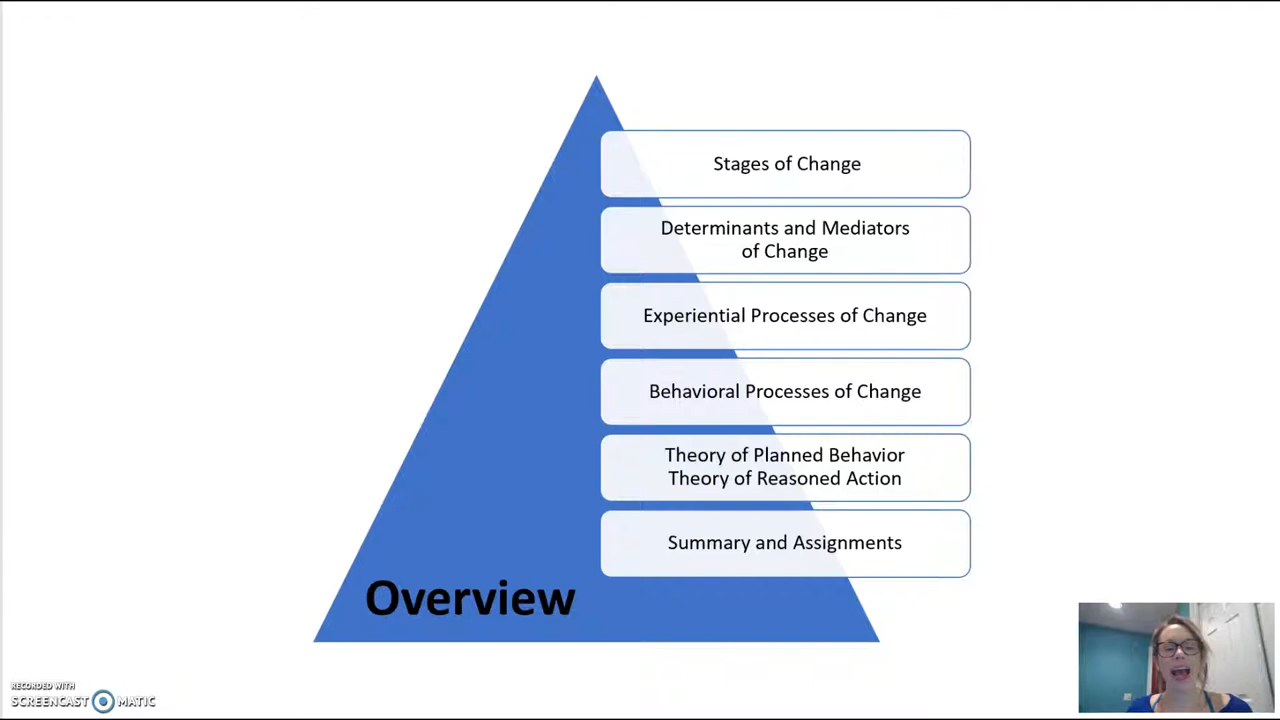 Stages of Change
Determinants and Mediators
of Change
Experiential Processes of Change
Behavioral Processes of Change
Theory of Planned Behavior
Theory of Reasoned Action
Summary and Assignments
Overview
RECORDED WITH
SCREENCAST MATIC